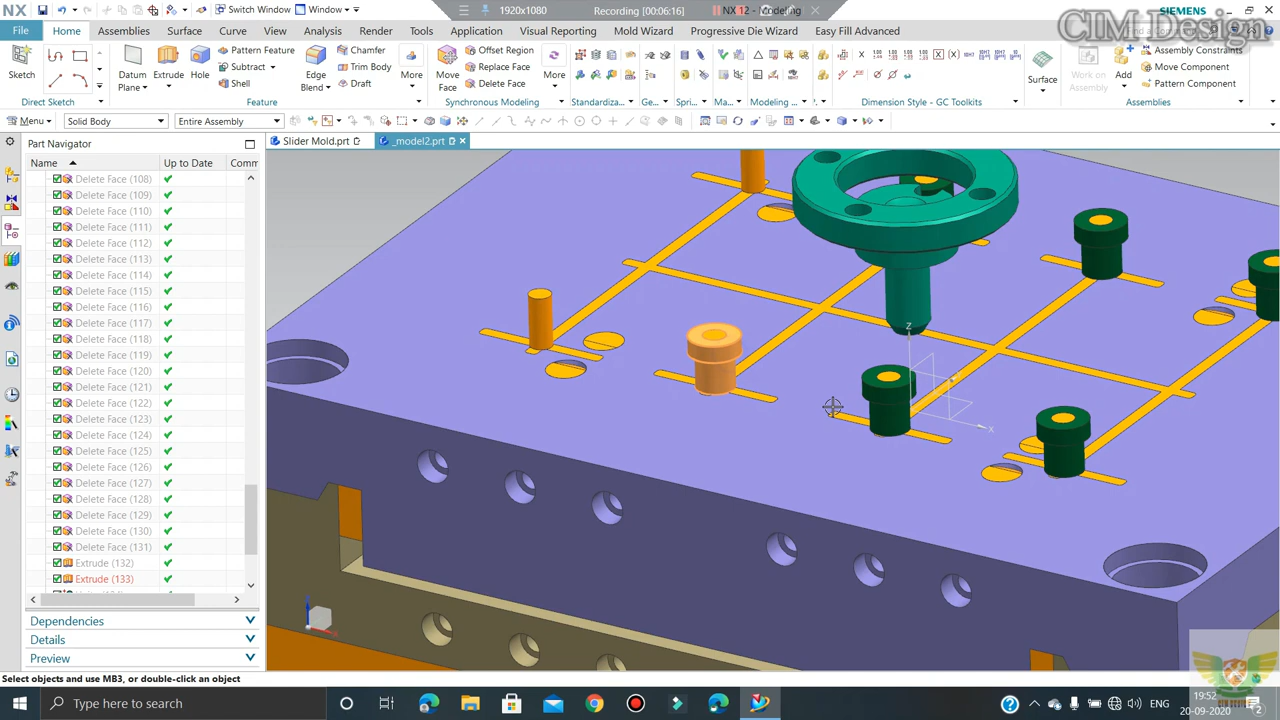 NX
Switch Window
Window
1920x1080
Recording [00:06:16]
NX 12 - Modeling
SIEMENS
CIM Design
File
Home
Assemblies
Surface
Curve
View
Analysis
Render
Tools
Application
Visual Reporting
Mold Wizard
Progressive Die Wizard
Easy Fill Advanced
Sketch
Datum
Plane
Extrude
Hole
Pattern Feature
Subtract
Shell
Edge
Blend
Chamfer
Trim Body
Draft
More
Move
Face
Offset Region
Replace Face
Delete Face
More
Surface
Work on
Assembly
Add
Assembly Constraints
Move Component
Pattern Component
Direct Sketch
Feature
Synchronous Modeling
Standardiza...
Ge...
Spri...
Ma...
Modeling ...
Dimension Style - GC Toolkits
Assemblies
Menu
Solid Body
Entire Assembly
Part Navigator
Slider Mold.prt
_model2.prt
Name
Up to Date
Comm
Delete Face (108)
Delete Face (109)
Delete Face (110)
Delete Face (111)
Delete Face (112)
Delete Face (113)
Delete Face (114)
Delete Face (115)
Delete Face (116)
Delete Face (117)
Delete Face (118)
Delete Face (119)
Delete Face (120)
Delete Face (121)
Delete Face (122)
Delete Face (123)
Delete Face (124)
Delete Face (125)
Delete Face (126)
Delete Face (127)
Delete Face (128)
Delete Face (129)
Delete Face (130)
Delete Face (131)
Extrude (132)
Extrude (133)
Z
X
Dependencies
Details
Preview
Select objects and use MB3, or double-click an object
Type here to search
ENG
19:52
20-09-2020
2